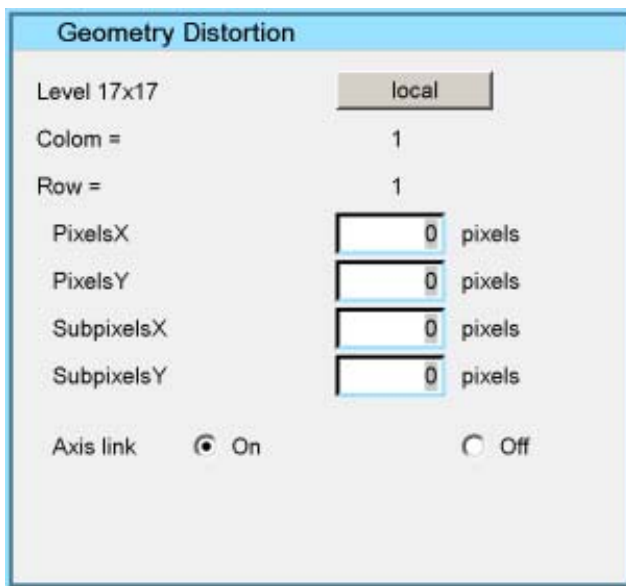 Geometry Distortion
Level 17x17 local
Colom = 1
Row = 1
PixelsX 0 pixels
PixelsY 0 pixels
SubpixelsX 0 pixels
SubpixelsY 0 pixels
Axis link On Off